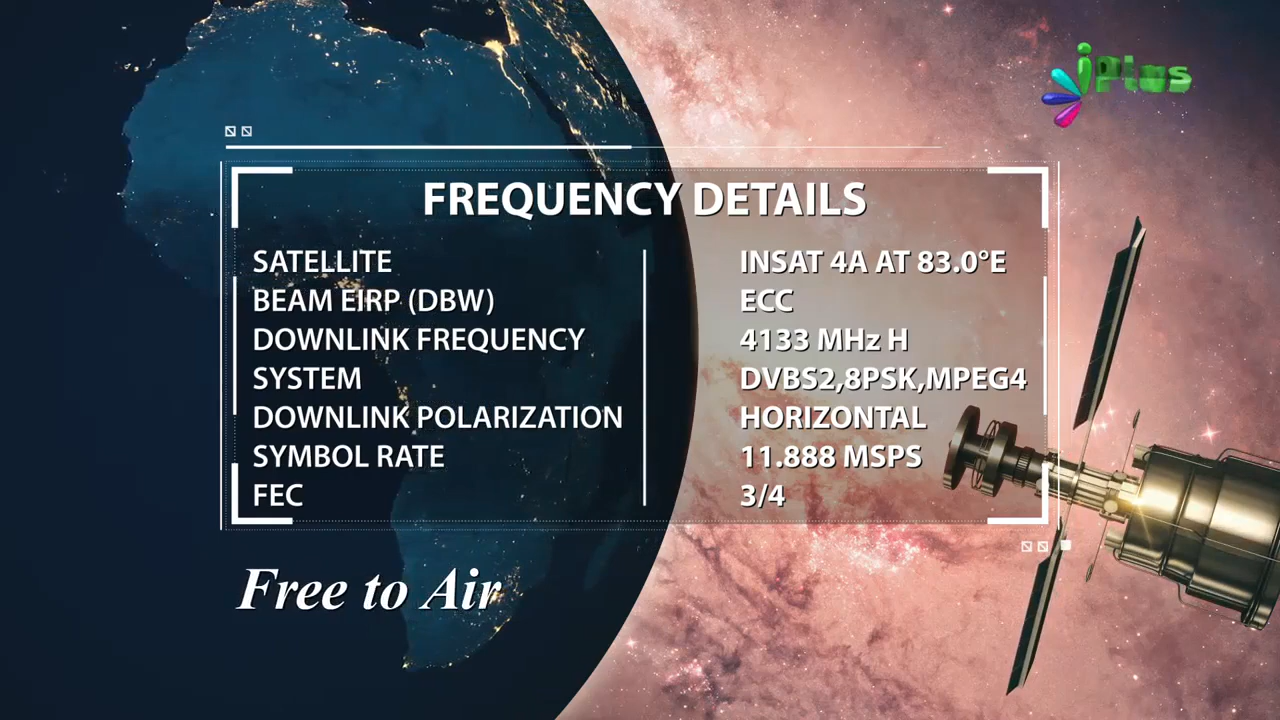 iPlus
FREQUENCY DETAILS
SATELLITE INSAT 4A AT 83.0°E
BEAM EIRP (DBW) ECC
DOWNLINK FREQUENCY 4133 MHz H
SYSTEM DVBS2,8PSK,MPEG4
DOWNLINK POLARIZATION HORIZONTAL
SYMBOL RATE 11.888 MSPS
FEC 3/4
Free to Air